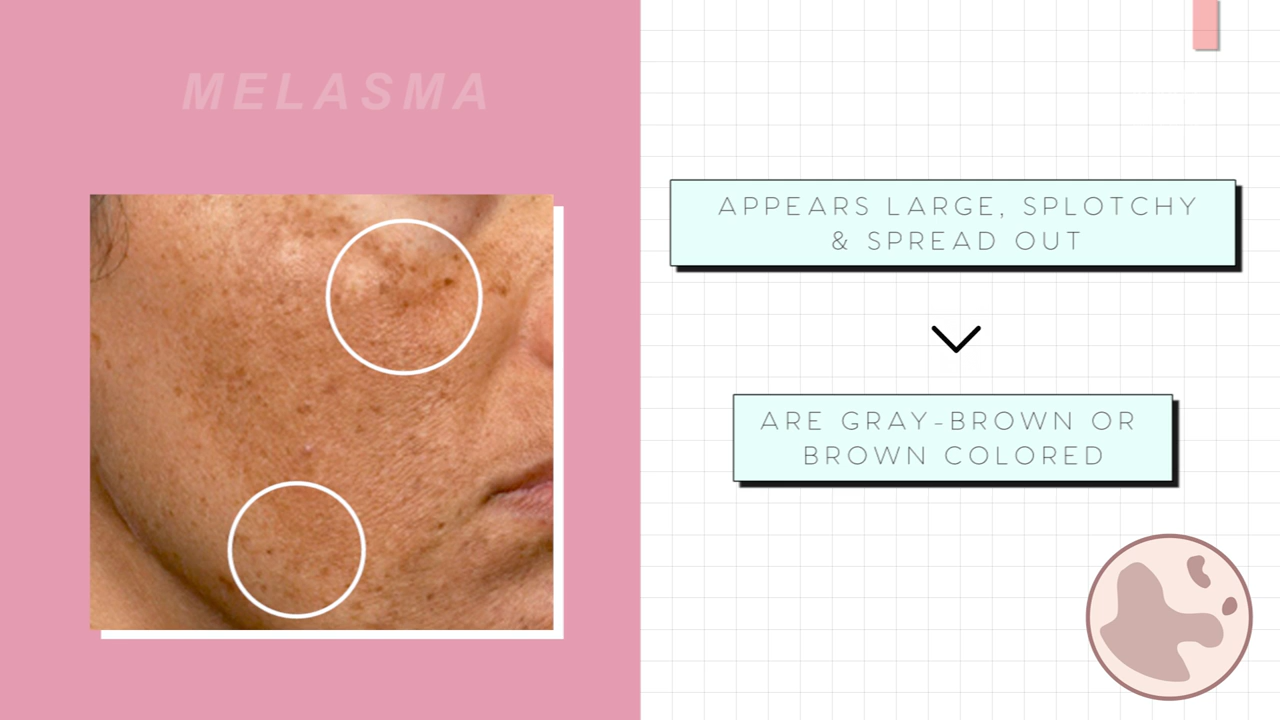 MELASMA
APPEARS LARGE, SPLOTCHY
& SPREAD OUT
ARE GRAY-BROWN OR
BROWN COLORED